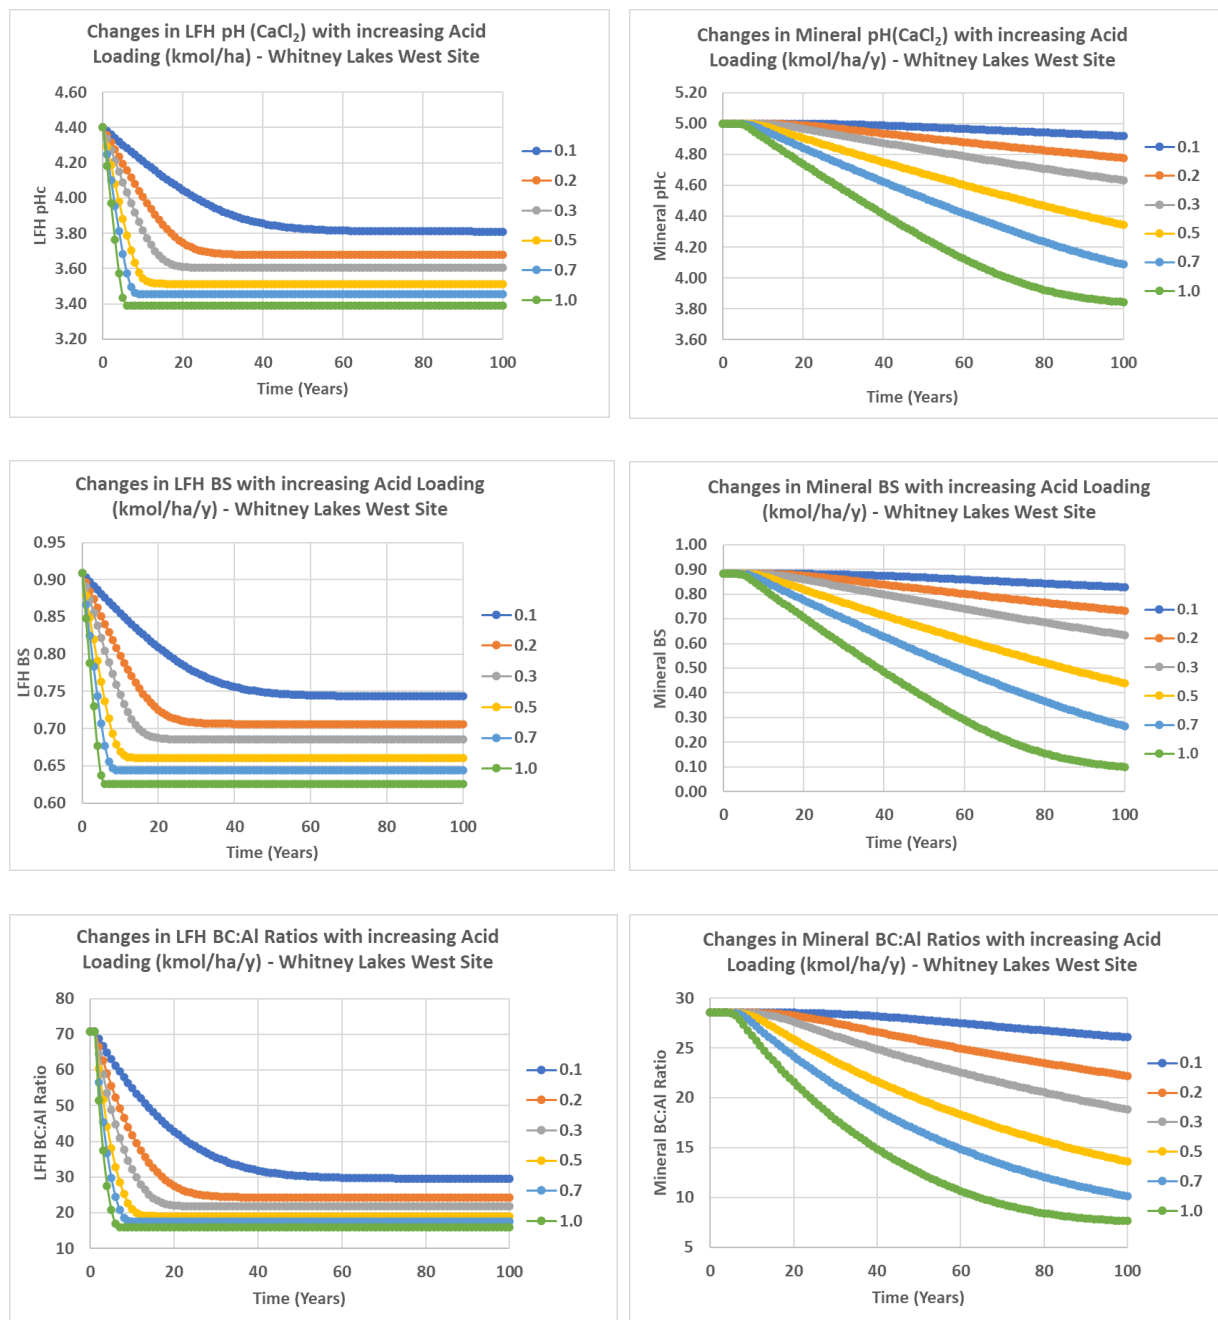 Changes in LFH pH (CaCl₂) with increasing Acid
Loading (kmol/ha) - Whitney Lakes West Site
LFH pHc
4.60
4.40
4.20
4.00
3.80
3.60
3.40
3.20
0 20 40 60 80 100
Time (Years)
0.1
0.2
0.3
0.5
0.7
1.0
Changes in Mineral pH(CaCl₂) with increasing Acid
Loading (kmol/ha/y) - Whitney Lakes West Site
Mineral pHc
5.20
5.00
4.80
4.60
4.40
4.20
4.00
3.80
3.60
0 20 40 60 80 100
Time (Years)
0.1
0.2
0.3
0.5
0.7
1.0
Changes in LFH BS with increasing Acid Loading
(kmol/ha/y) - Whitney Lakes West Site
LFH BS
0.95
0.90
0.85
0.80
0.75
0.70
0.65
0.60
0 20 40 60 80 100
Time (Years)
0.1
0.2
0.3
0.5
0.7
1.0
Changes in Mineral BS with increasing Acid Loading
(kmol/ha/y) - Whitney Lakes West Site
Mineral BS
1.00
0.90
0.80
0.70
0.60
0.50
0.40
0.30
0.20
0.10
0.00
0 20 40 60 80 100
Time (Years)
0.1
0.2
0.3
0.5
0.7
1.0
Changes in LFH BC:Al Ratios with increasing Acid
Loading (kmol/ha/y) - Whitney Lakes West Site
LFH BC:Al Ratio
80
70
60
50
40
30
20
10
0 20 40 60 80 100
Time (Years)
0.1
0.2
0.3
0.5
0.7
1.0
Changes in Mineral BC:Al Ratios with increasing Acid
Loading (kmol/ha/y) - Whitney Lakes West Site
Mineral BC:Al Ratio
30
25
20
15
10
5
0 20 40 60 80 100
Time (Years)
0.1
0.2
0.3
0.5
0.7
1.0